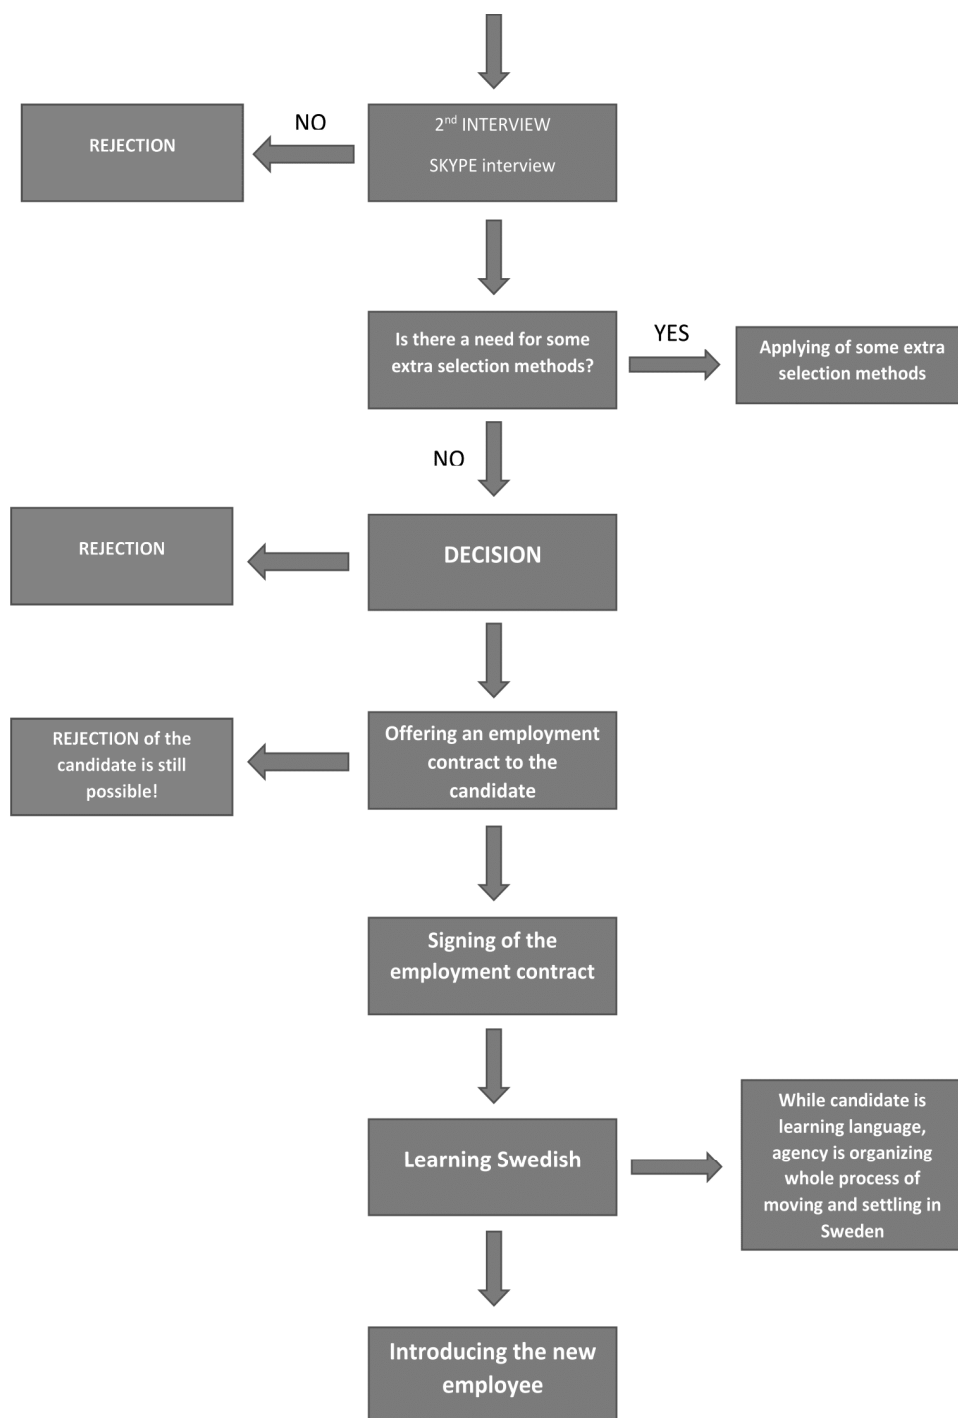 NO
REJECTION
2nd INTERVIEW
SKYPE interview
Is there a need for some
extra selection methods?
YES
Applying of some extra
selection methods
NO
REJECTION
DECISION
REJECTION of the
candidate is still
possible!
Offering an employment
contract to the
candidate
Signing of the
employment contract
Learning Swedish
While candidate is
learning language,
agency is organizing
whole process of
moving and settling in
Sweden
Introducing the new
employee